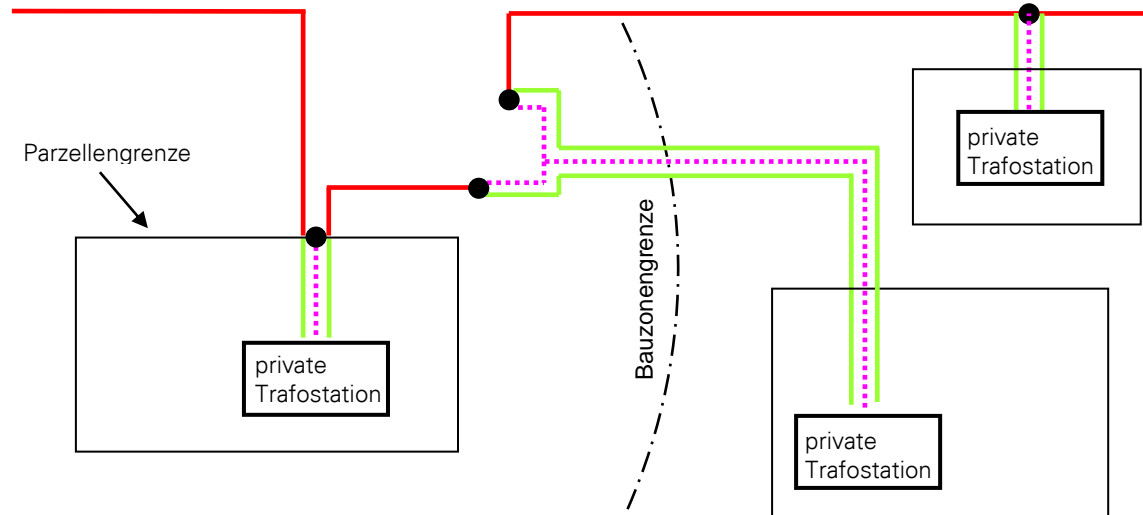 private
Trafostation
Parzellengrenze
Bauzonengrenze
private
Trafostation
private
Trafostation